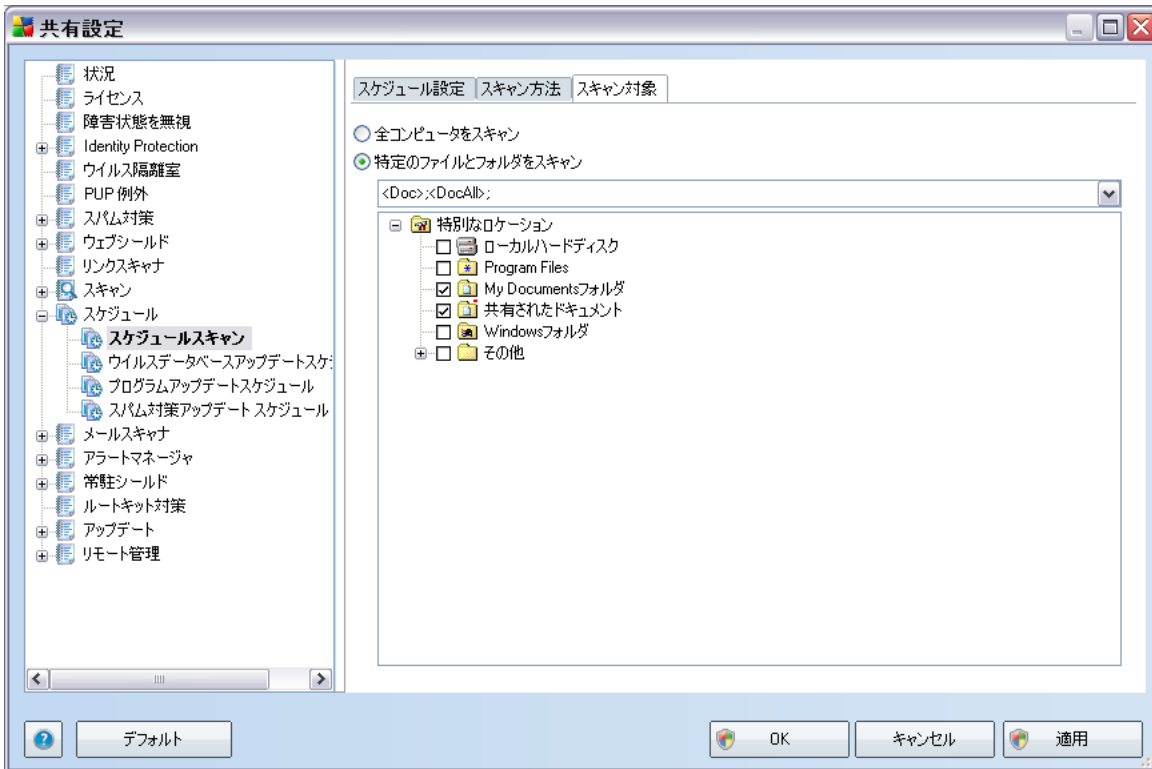 共有設定
状況
ライセンス
障害状態を無視
Identity Protection
ウイルス隔離室
PUP 例外
スパム対策
ウェブシールド
リンクスキャナ
スキャン
スケジュール
スケジュールスキャン
ウイルスデータベースアップデートスケ
プログラムアップデートスケジュール
スパム対策アップデート スケジュール
メールスキャナ
アラートマネージャ
常駐シールド
ルートキット対策
アップデート
リモート管理
スケジュール設定 スキャン方法 スキャン対象
全コンピュータをスキャン
特定のファイルとフォルダをスキャン
<Doc>;<DocAll>;
特別なロケーション
ローカルハードディスク
Program Files
My Documentsフォルダ
共有されたドキュメント
Windowsフォルダ
その他
デフォルト
OK
キャンセル
適用